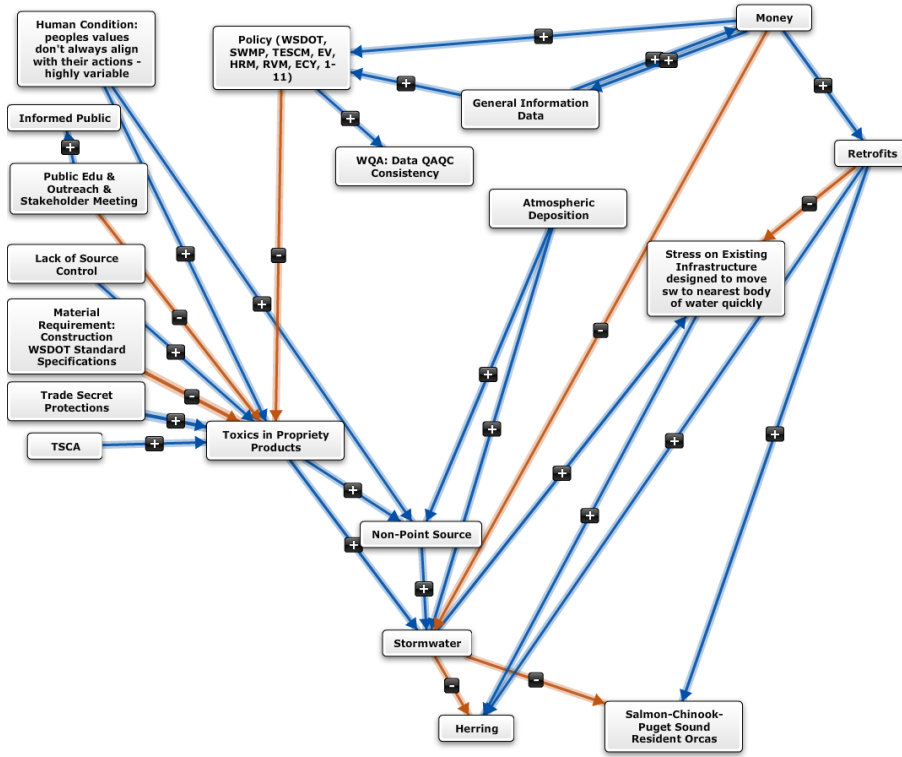 Human Condition:
peoples values
don't always align
with their actions -
highly variable
Policy (WSDOT,
SWMP, TESCM, EV,
HRM, RVM, ECY, 1-
11)
Money
+
+
+
+
+
General Information
Data
Informed Public
+
+
WQA: Data QAQC
Consistency
Retrofits
Public Edu &
Outreach &
Stakeholder Meeting
Atmospheric
Deposition
-
Lack of Source
Control
+
-
Stress on Existing
Infrastructure
designed to move
sw to nearest body
of water quickly
Material
Requirement:
Construction
WSDOT Standard
Specifications
+
-
+
-
+
-
Trade Secret
Protections
+
Toxics in Propriety
Products
TSCA
+
+
+
+
+
+
+
Non-Point Source
+
+
Stormwater
-
-
Herring
Salmon-Chinook-
Puget Sound
Resident Orcas